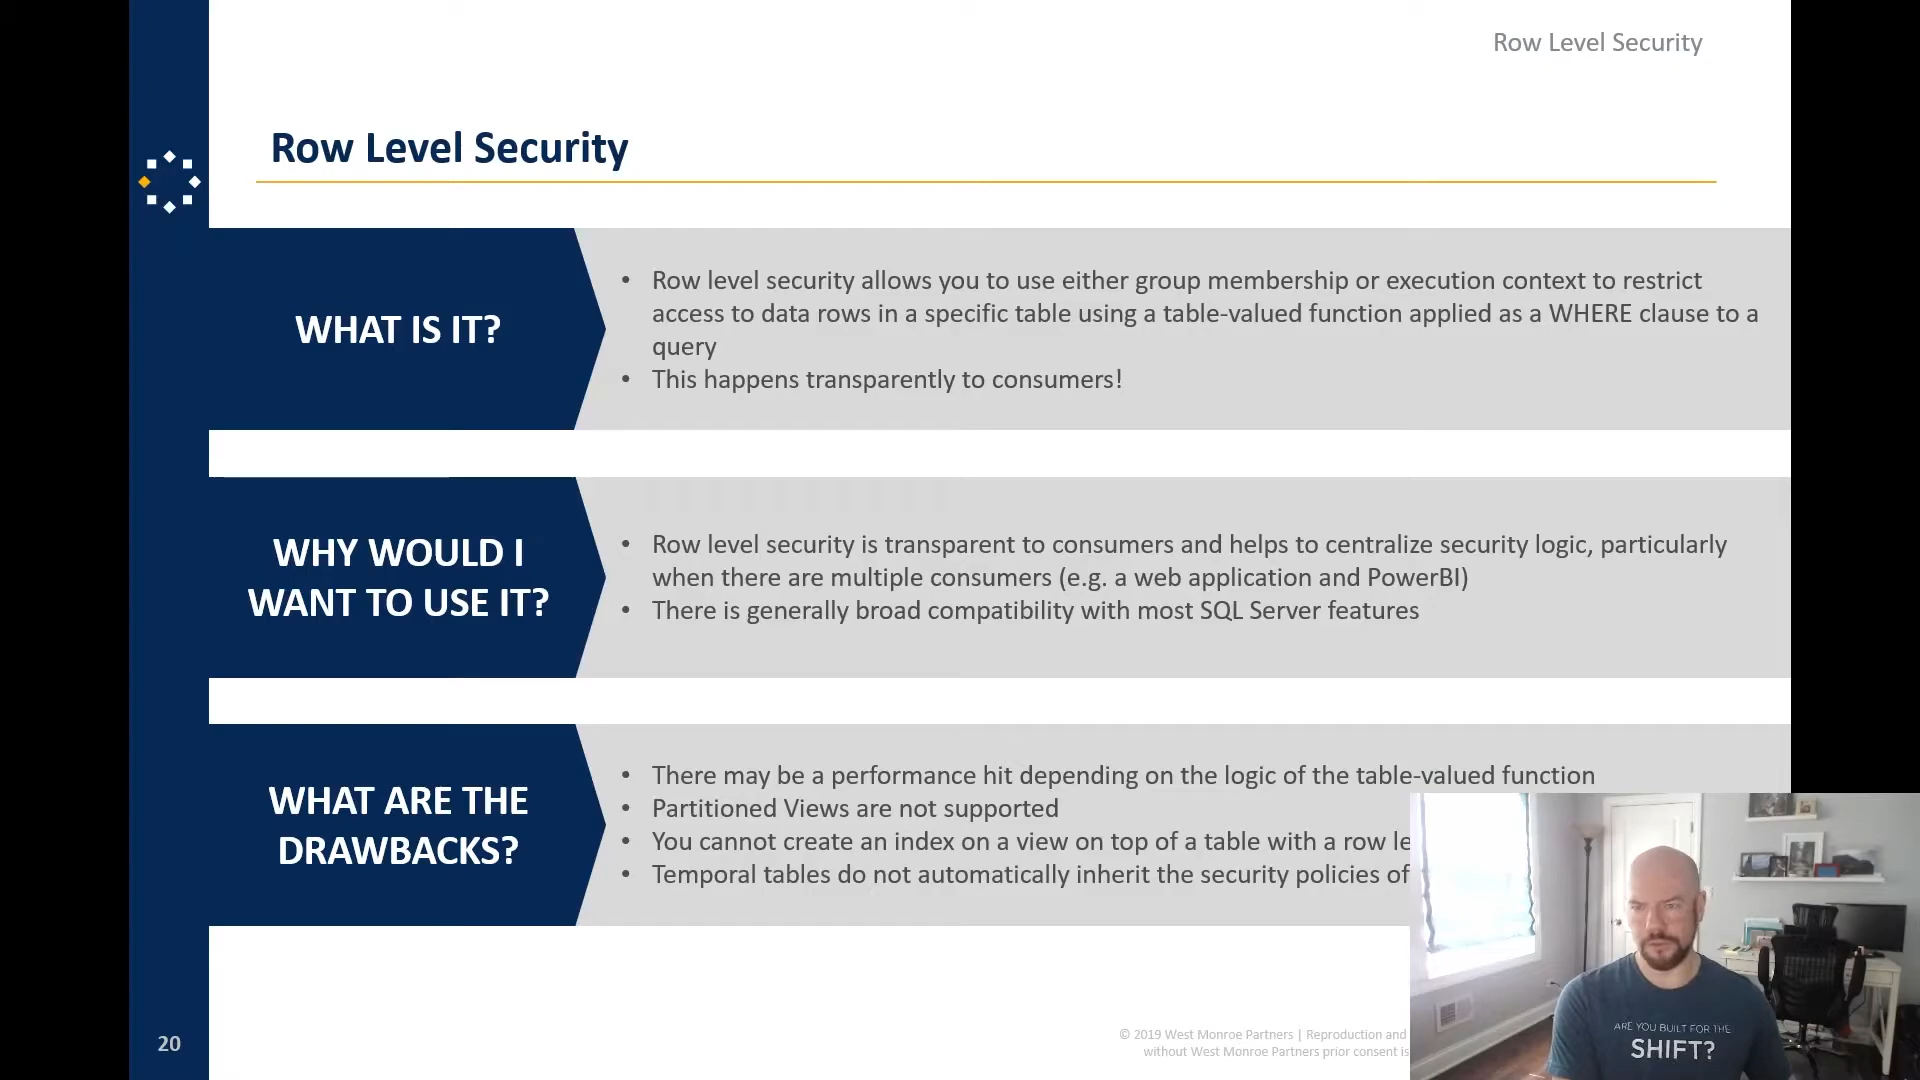 Row Level Security
Row Level Security
WHAT IS IT?
• Row level security allows you to use either group membership or execution context to restrict
access to data rows in a specific table using a table-valued function applied as a WHERE clause to a
query
• This happens transparently to consumers!
WHY WOULD I
WANT TO USE IT?
• Row level security is transparent to consumers and helps to centralize security logic, particularly
when there are multiple consumers (e.g. a web application and PowerBI)
• There is generally broad compatibility with most SQL Server features
WHAT ARE THE
DRAWBACKS?
• There may be a performance hit depending on the logic of the table-valued function
• Partitioned Views are not supported
• You cannot create an index on a view on top of a table with a row le
• Temporal tables do not automatically inherit the security policies of
ARE YOU BUILT FOR THE
SHIFT?
© 2019 West Monroe Partners | Reproduction and
without West Monroe Partners prior consent is
20